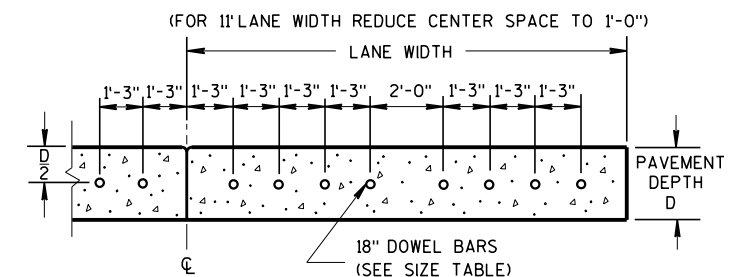 (FOR 11' LANE WIDTH REDUCE CENTER SPACE TO 1'-0")
LANE WIDTH
1'-3" 1'-3" 1'-3" 1'-3" 1'-3" 1'-3" 2'-0" 1'-3" 1'-3" 1'-3"
D
2
PAVEMENT
DEPTH
D
18" DOWEL BARS
(SEE SIZE TABLE)
℄